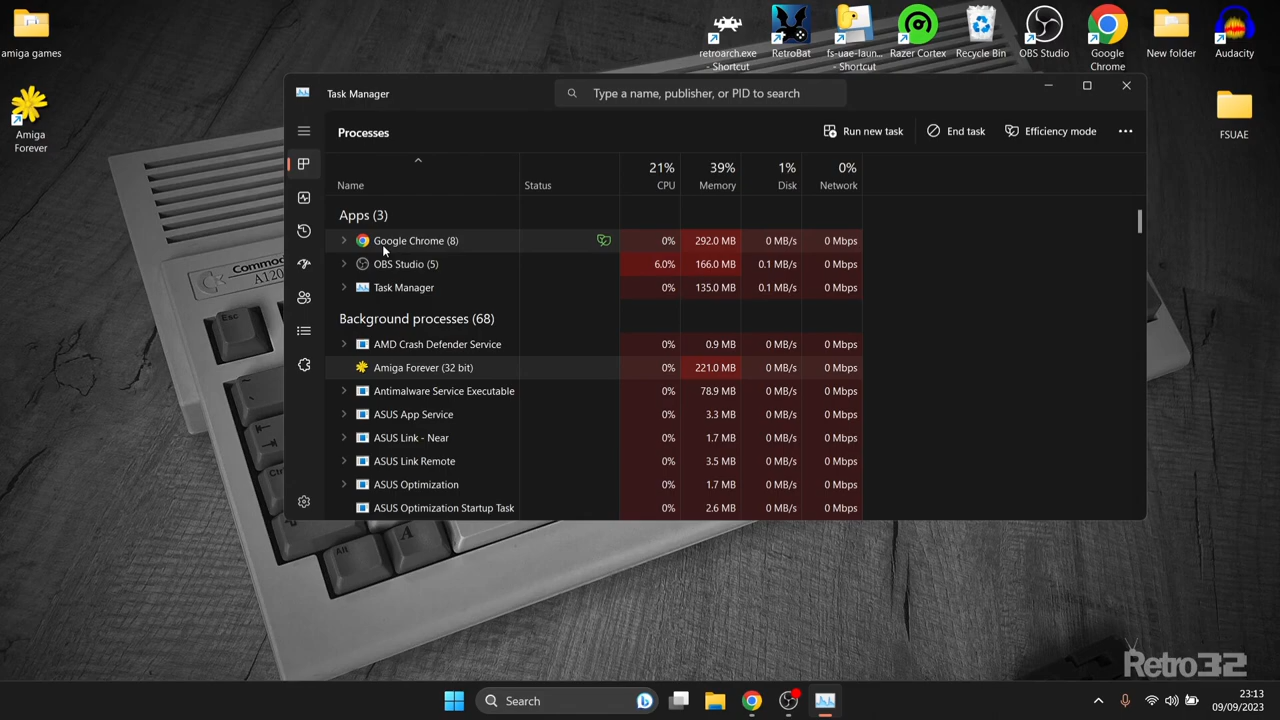 amiga games
Amiga
Forever
retroarch.exe
- Shortcut
RetroBat
fs-uae-laun...
- Shortcut
Razer Cortex
Recycle Bin
OBS Studio
Google
Chrome
New folder
Audacity
FSUAE
Task Manager
Type a name, publisher, or PID to search
Processes
Run new task
End task
Efficiency mode
Name
Status
21%
CPU
39%
Memory
1%
Disk
0%
Network
Apps (3)
Google Chrome (8) 0% 292.0 MB 0 MB/s 0 Mbps
OBS Studio (5) 6.0% 166.0 MB 0.1 MB/s 0 Mbps
Task Manager 0% 135.0 MB 0.1 MB/s 0 Mbps
Background processes (68)
AMD Crash Defender Service 0% 0.9 MB 0 MB/s 0 Mbps
Amiga Forever (32 bit) 0% 221.0 MB 0 MB/s 0 Mbps
Antimalware Service Executable 0% 78.9 MB 0 MB/s 0 Mbps
ASUS App Service 0% 3.3 MB 0 MB/s 0 Mbps
ASUS Link - Near 0% 1.7 MB 0 MB/s 0 Mbps
ASUS Link Remote 0% 3.5 MB 0 MB/s 0 Mbps
ASUS Optimization 0% 1.7 MB 0 MB/s 0 Mbps
ASUS Optimization Startup Task 0% 2.6 MB 0 MB/s 0 Mbps
Commo
A120
Esc
Ctrl
Alt
A
Retro32
Search
23:13
09/09/2023